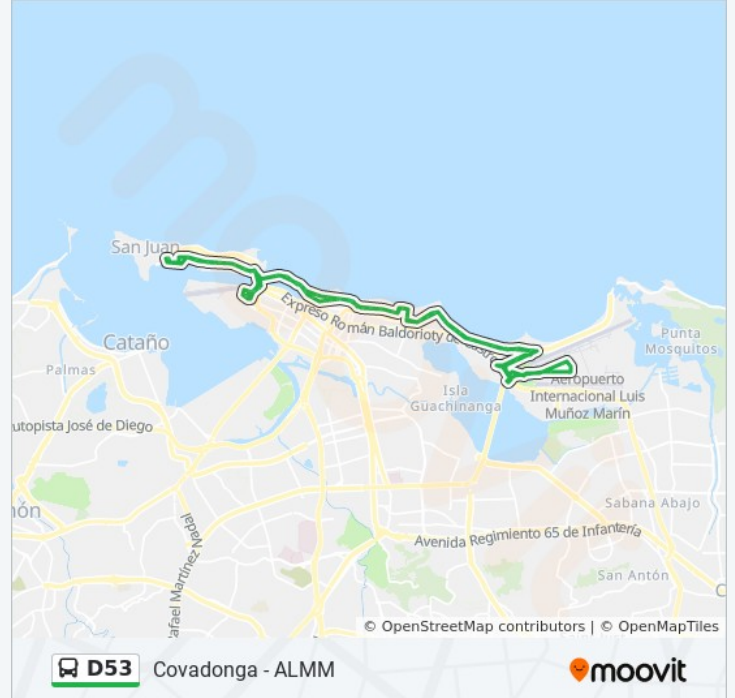 San Juan
Expreso Román Baldorioty de
Cataño
Punta
Mosquitos
Palmas
Isla
Guachinanga
Aeropuerto
Internacional Luis
Muñoz Marín
utopista José de Diego
Sabana Abajo
Avenida Regimiento 65 de Infantería
Rafael Martínez Nadal
San Antón
© OpenStreetMap contributors | © OpenMapTiles
D53 Covadonga - ALMM
moovit